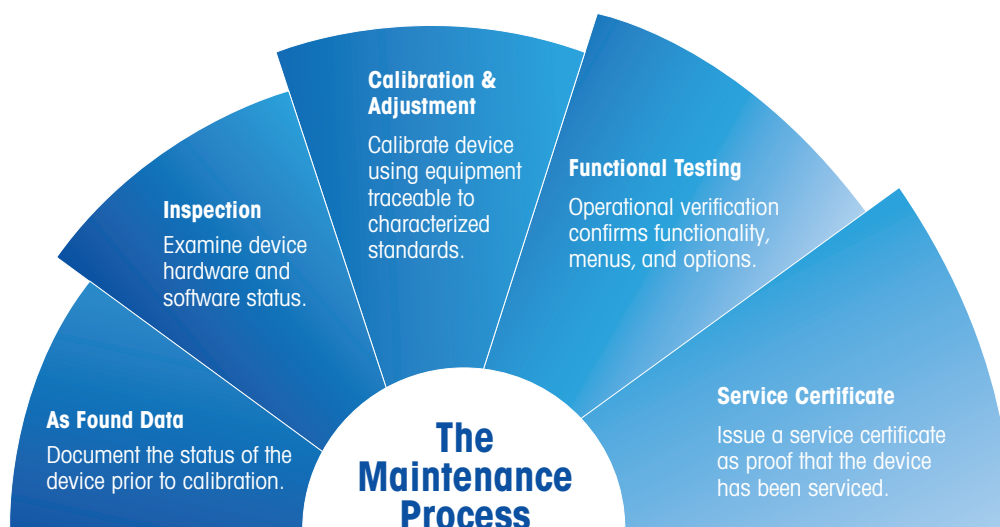 As Found Data
Document the status of the
device prior to calibration.
Inspection
Examine device
hardware and
software status.
Calibration &
Adjustment
Calibrate device
using equipment
traceable to
characterized
standards.
Functional Testing
Operational verification
confirms functionality,
menus, and options.
Service Certificate
Issue a service certificate
as proof that the device
has been serviced.
The
Maintenance
Process